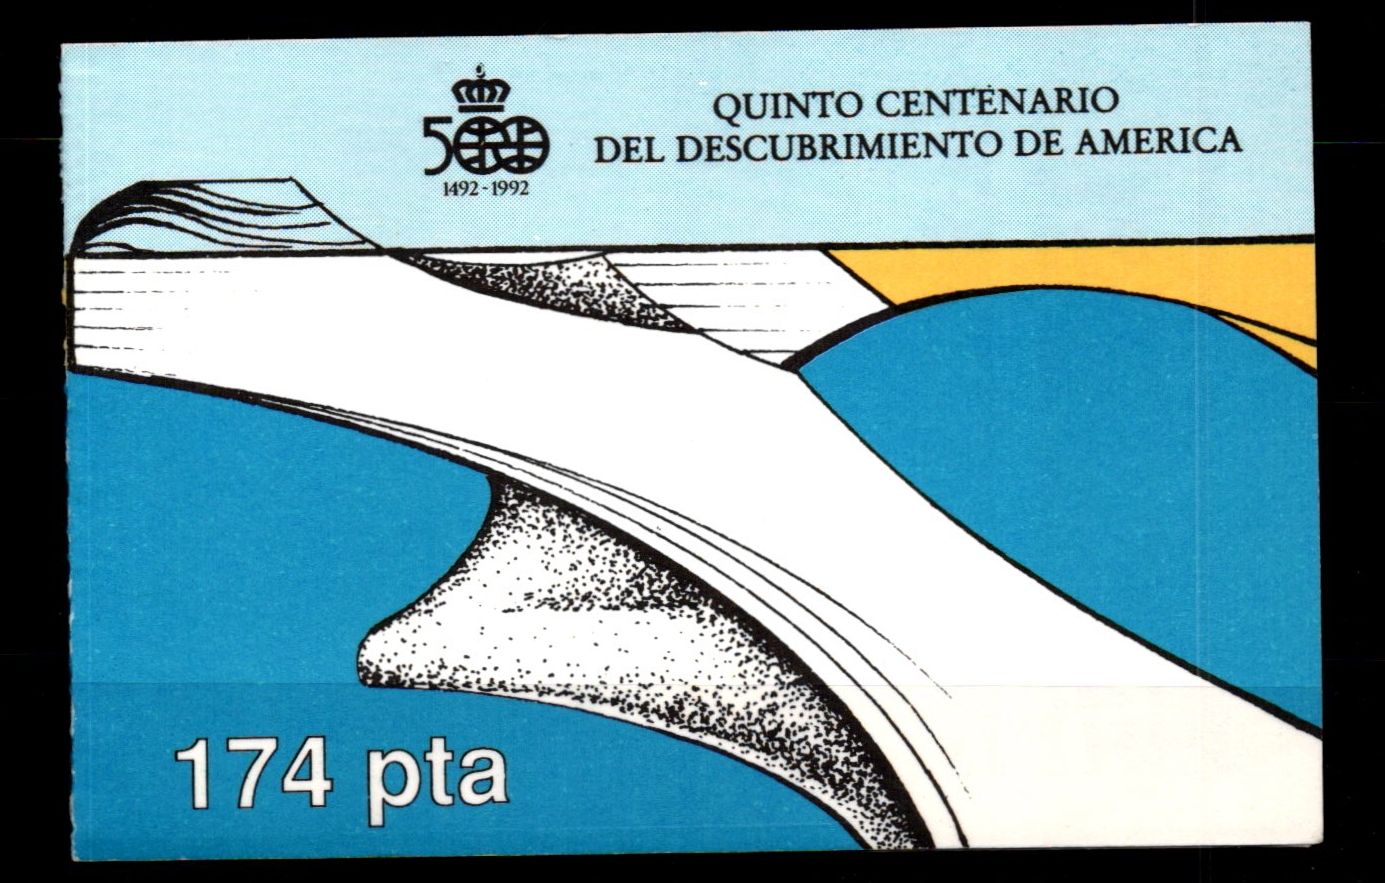 500
1492-1992
QUINTO CENTENARIO
DEL DESCUBRIMIENTO DE AMERICA
174 pta